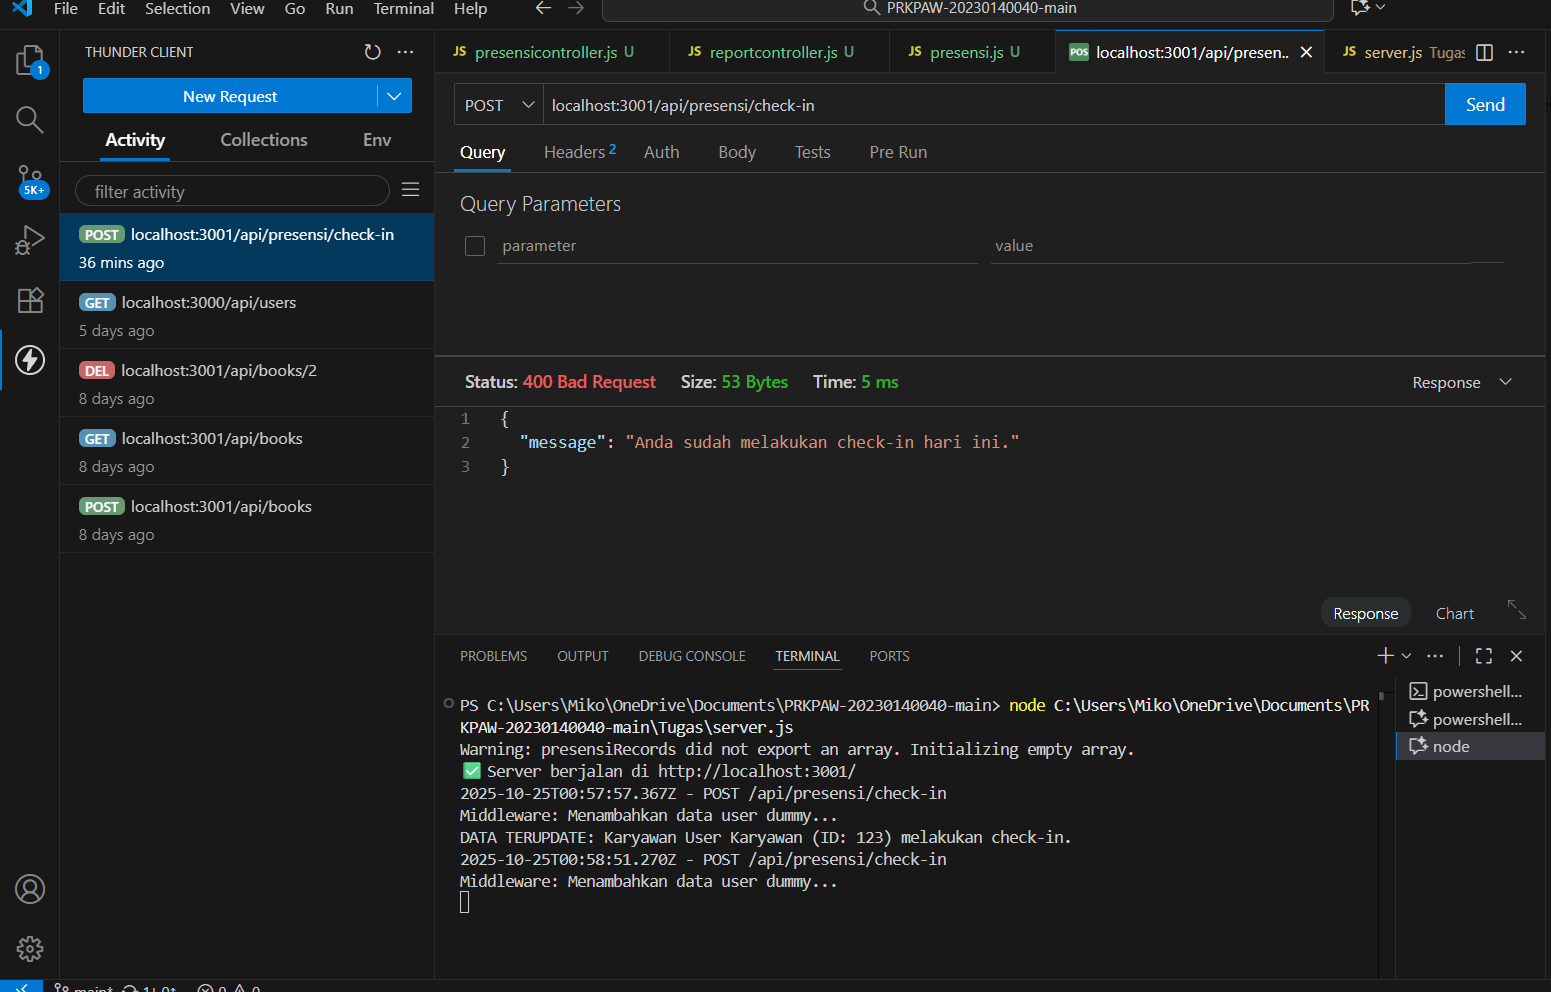 File Edit Selection View Go Run Terminal Help
PRKPAW-20230140040-main
1
5K+
THUNDER CLIENT
New Request
Activity Collections Env
filter activity
POST localhost:3001/api/presensi/check-in
36 mins ago
GET localhost:3000/api/users
5 days ago
DEL localhost:3001/api/books/2
8 days ago
GET localhost:3001/api/books
8 days ago
POST localhost:3001/api/books
8 days ago
JS presensicontroller.js U
JS reportcontroller.js U
JS presensi.js U
POS localhost:3001/api/presen..
JS server.js Tugas
POST localhost:3001/api/presensi/check-in Send
Query Headers 2 Auth Body Tests Pre Run
Query Parameters
parameter value
Status: 400 Bad Request Size: 53 Bytes Time: 5 ms Response
1 {
2 "message": "Anda sudah melakukan check-in hari ini."
3 }
Response Chart
PROBLEMS OUTPUT DEBUG CONSOLE TERMINAL PORTS
PS C:\Users\Miko\OneDrive\Documents\PRKPAW-20230140040-main> node C:\Users\Miko\OneDrive\Documents\PR
KPAW-20230140040-main\Tugas\server.js
Warning: presensiRecords did not export an array. Initializing empty array.
✅ Server berjalan di http://localhost:3001/
2025-10-25T00:57:57.367Z - POST /api/presensi/check-in
Middleware: Menambahkan data user dummy...
DATA TERUPDATE: Karyawan User Karyawan (ID: 123) melakukan check-in.
2025-10-25T00:58:51.270Z - POST /api/presensi/check-in
Middleware: Menambahkan data user dummy...
powershell...
powershell...
node
main* 1↓ 0↑ 0 0